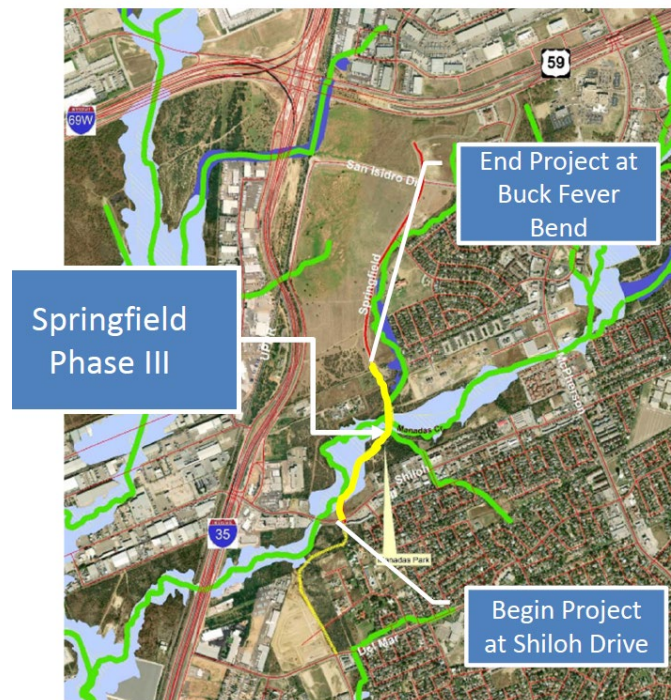 59
69W
San Isidro Dr
End Project at
Buck Fever
Bend
Springfield
Springfield
Phase III
McPherson
Manadas Cr
Shiloh
35
Manadas Park
Del Mar
Begin Project
at Shiloh Drive